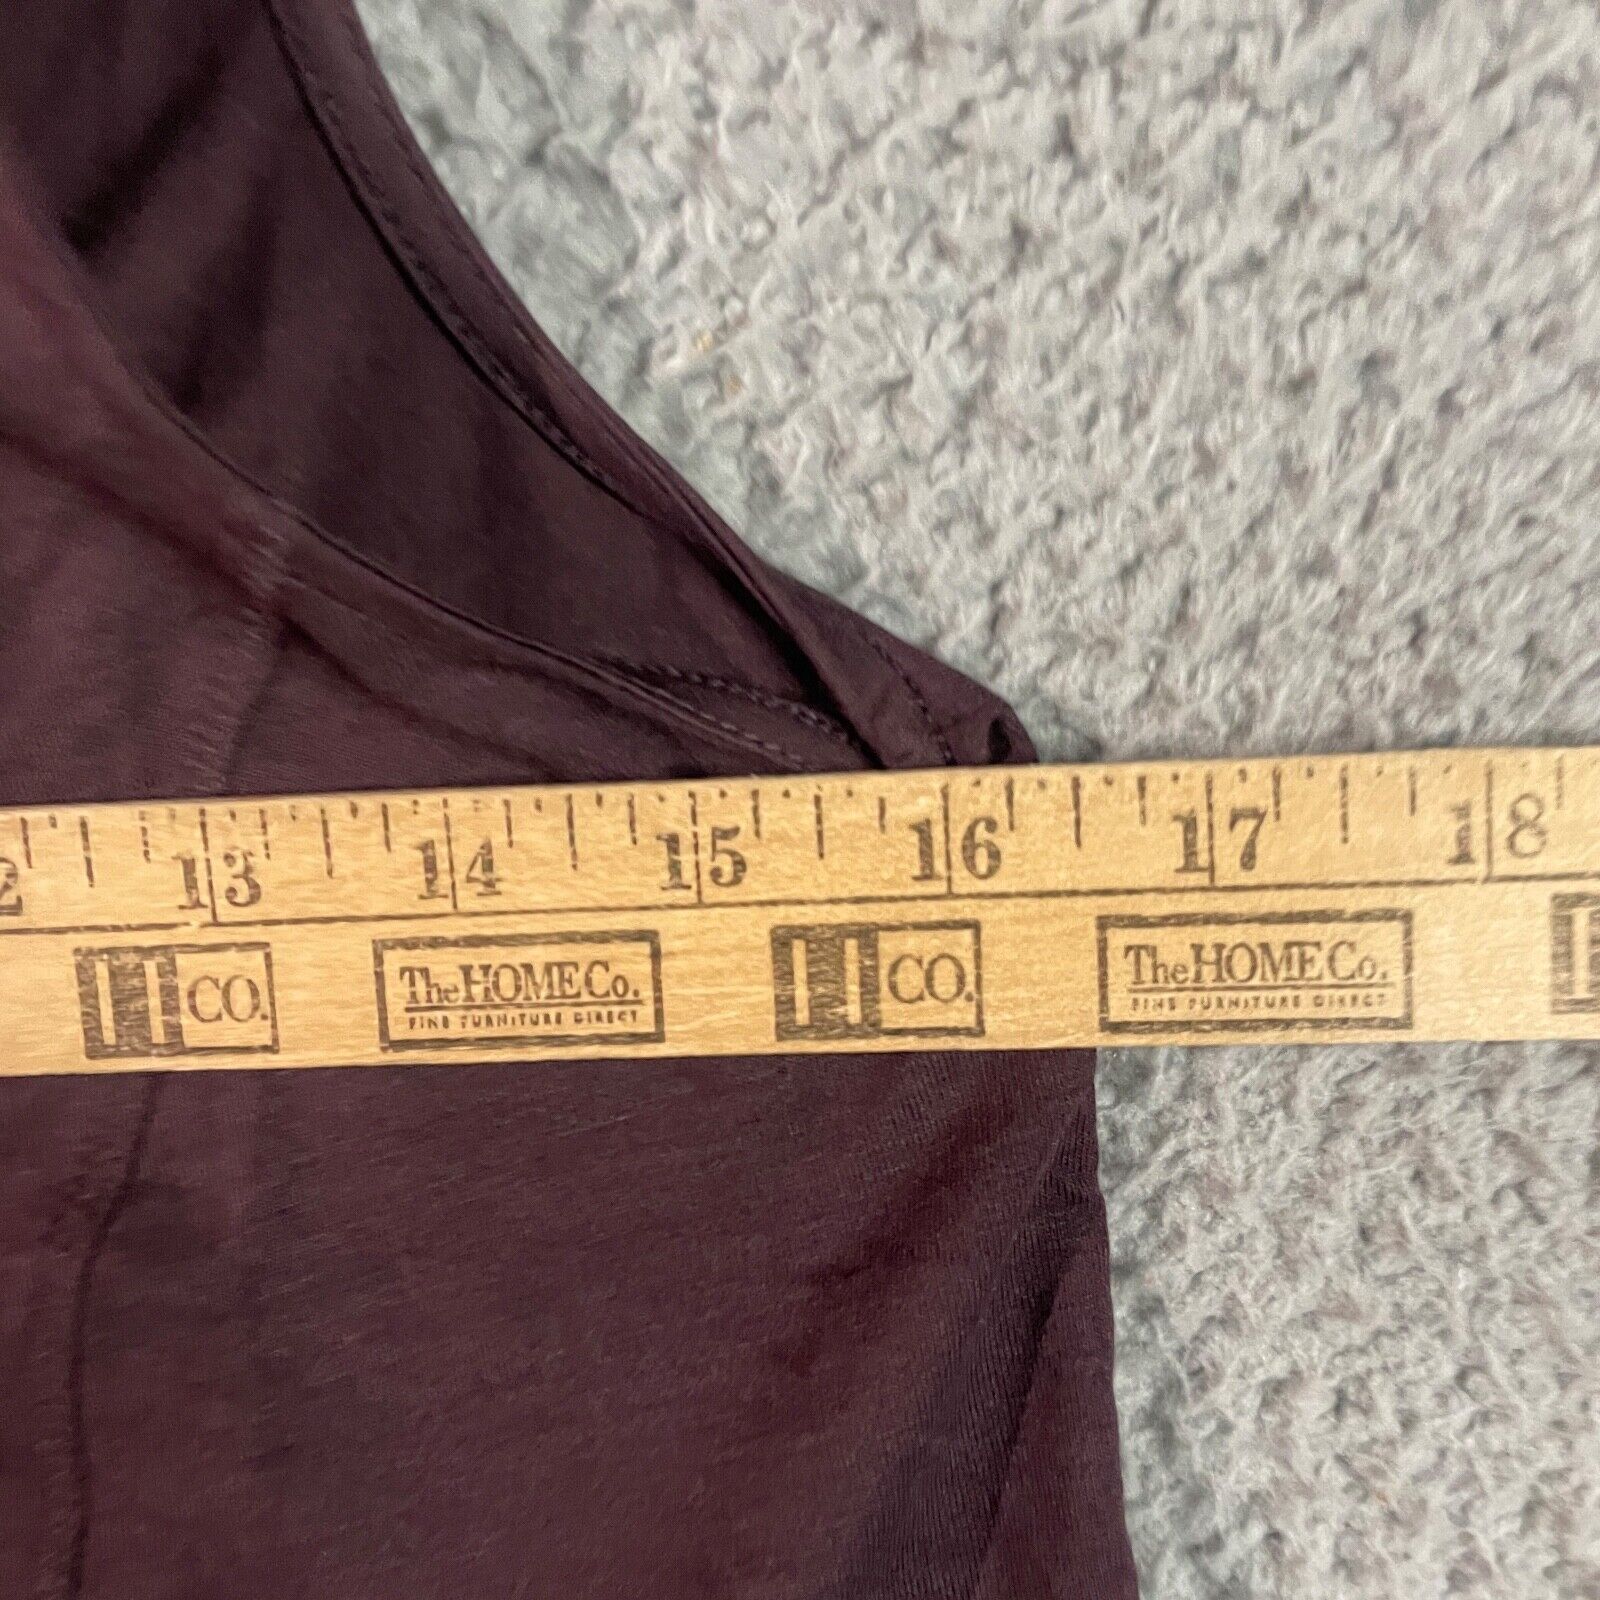 2 13 14 15 16 17 18
CO. The HOME Co. CO. The HOME Co.
FINE FURNITURE DIRECT FINE FURNITURE DIRECT